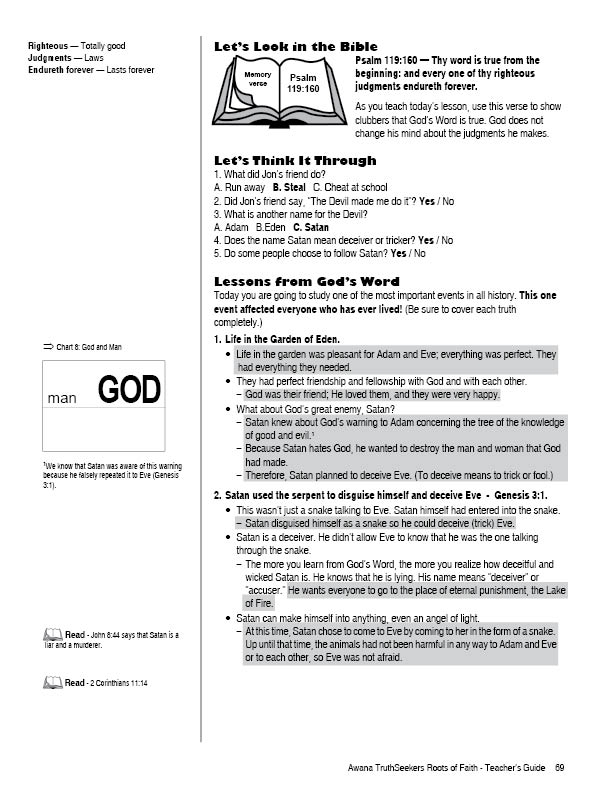 Righteous — Totally good
Judgments — Laws
Endureth forever — Lasts forever
Let's Look in the Bible
Memory
verse
Psalm
119:160
Psalm 119:160 — Thy word is true from the
beginning: and every one of thy righteous
judgments endureth forever.
As you teach today's lesson, use this verse to show
clubbers that God's Word is true. God does not
change his mind about the judgments he makes.
Let's Think It Through
1. What did Jon's friend do?
A. Run away B. Steal C. Cheat at school
2. Did Jon's friend say, "The Devil made me do it"? Yes / No
3. What is another name for the Devil?
A. Adam B.Eden C. Satan
4. Does the name Satan mean deceiver or tricker? Yes / No
5. Do some people choose to follow Satan? Yes / No
Lessons from God's Word
Today you are going to study one of the most important events in all history. This one
event affected everyone who has ever lived! (Be sure to cover each truth
completely.)
1. Life in the Garden of Eden.
• Life in the garden was pleasant for Adam and Eve; everything was perfect. They
had everything they needed.
• They had perfect friendship and fellowship with God and with each other.
– God was their friend; He loved them, and they were very happy.
• What about God's great enemy, Satan?
– Satan knew about God's warning to Adam concerning the tree of the knowledge
of good and evil.¹
– Because Satan hates God, he wanted to destroy the man and woman that God
had made.
– Therefore, Satan planned to deceive Eve. (To deceive means to trick or fool.)
⇒ Chart 8: God and Man
man GOD
¹We know that Satan was aware of this warning
because he falsely repeated it to Eve (Genesis
3:1).
2. Satan used the serpent to disguise himself and deceive Eve - Genesis 3:1.
• This wasn't just a snake talking to Eve. Satan himself had entered into the snake.
– Satan disguised himself as a snake so he could deceive (trick) Eve.
• Satan is a deceiver. He didn't allow Eve to know that he was the one talking
through the snake.
– The more you learn from God's Word, the more you realize how deceitful and
wicked Satan is. He knows that he is lying. His name means "deceiver" or
"accuser." He wants everyone to go to the place of eternal punishment, the Lake
of Fire.
• Satan can make himself into anything, even an angel of light.
– At this time, Satan chose to come to Eve by coming to her in the form of a snake.
Up until that time, the animals had not been harmful in any way to Adam and Eve
or to each other, so Eve was not afraid.
Read - John 8:44 says that Satan is a
liar and a murderer.
Read - 2 Corinthians 11:14
Awana TruthSeekers Roots of Faith - Teacher's Guide 69